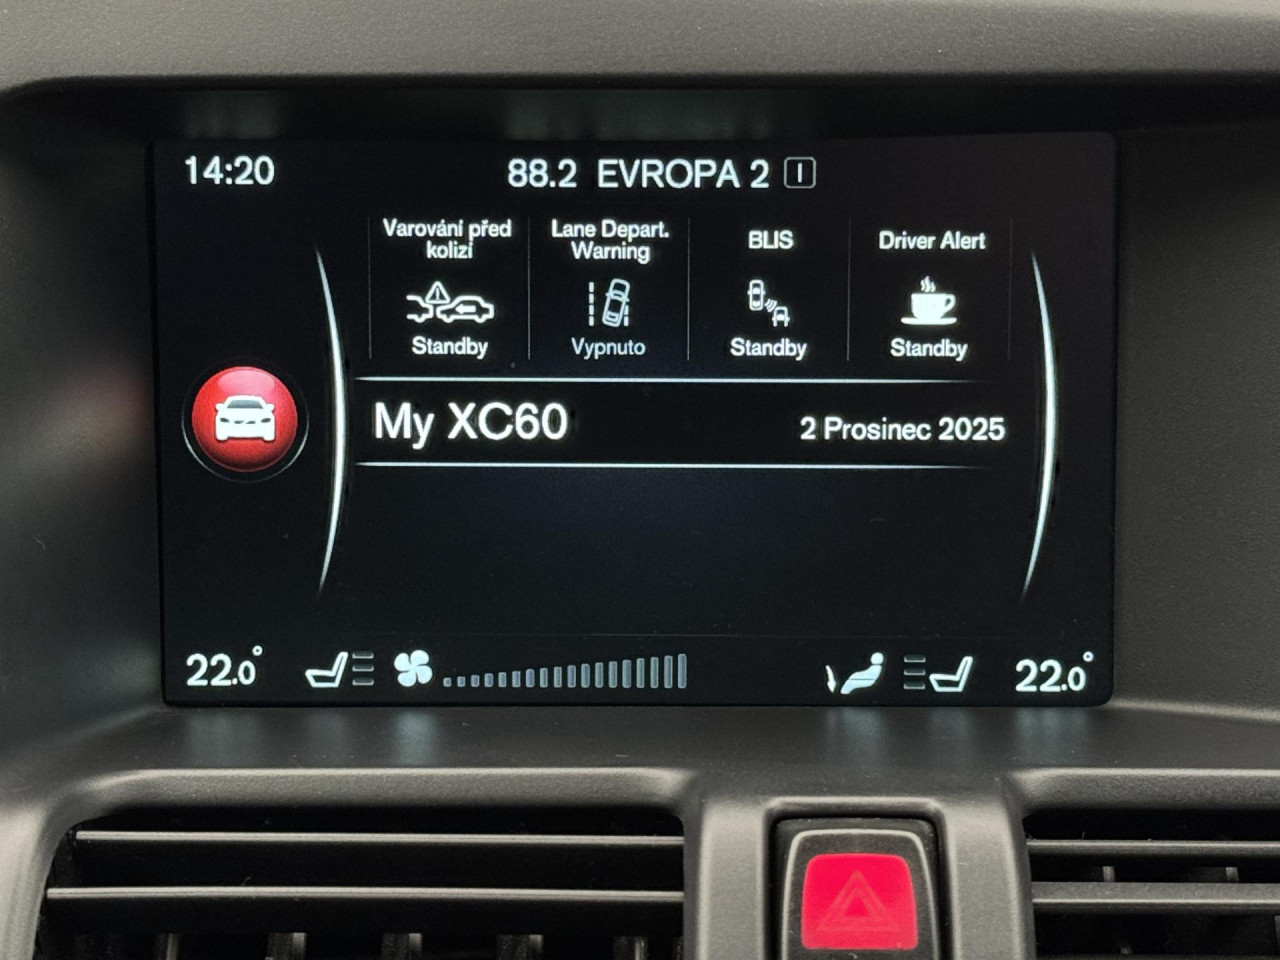 14:20 88.2 EVROPA 2 I
Varování před
kolizí
Standby
Lane Depart.
Warning
Vypnuto
BLIS
Standby
Driver Alert
Standby
My XC60 2 Prosinec 2025
22.0° 22.0°